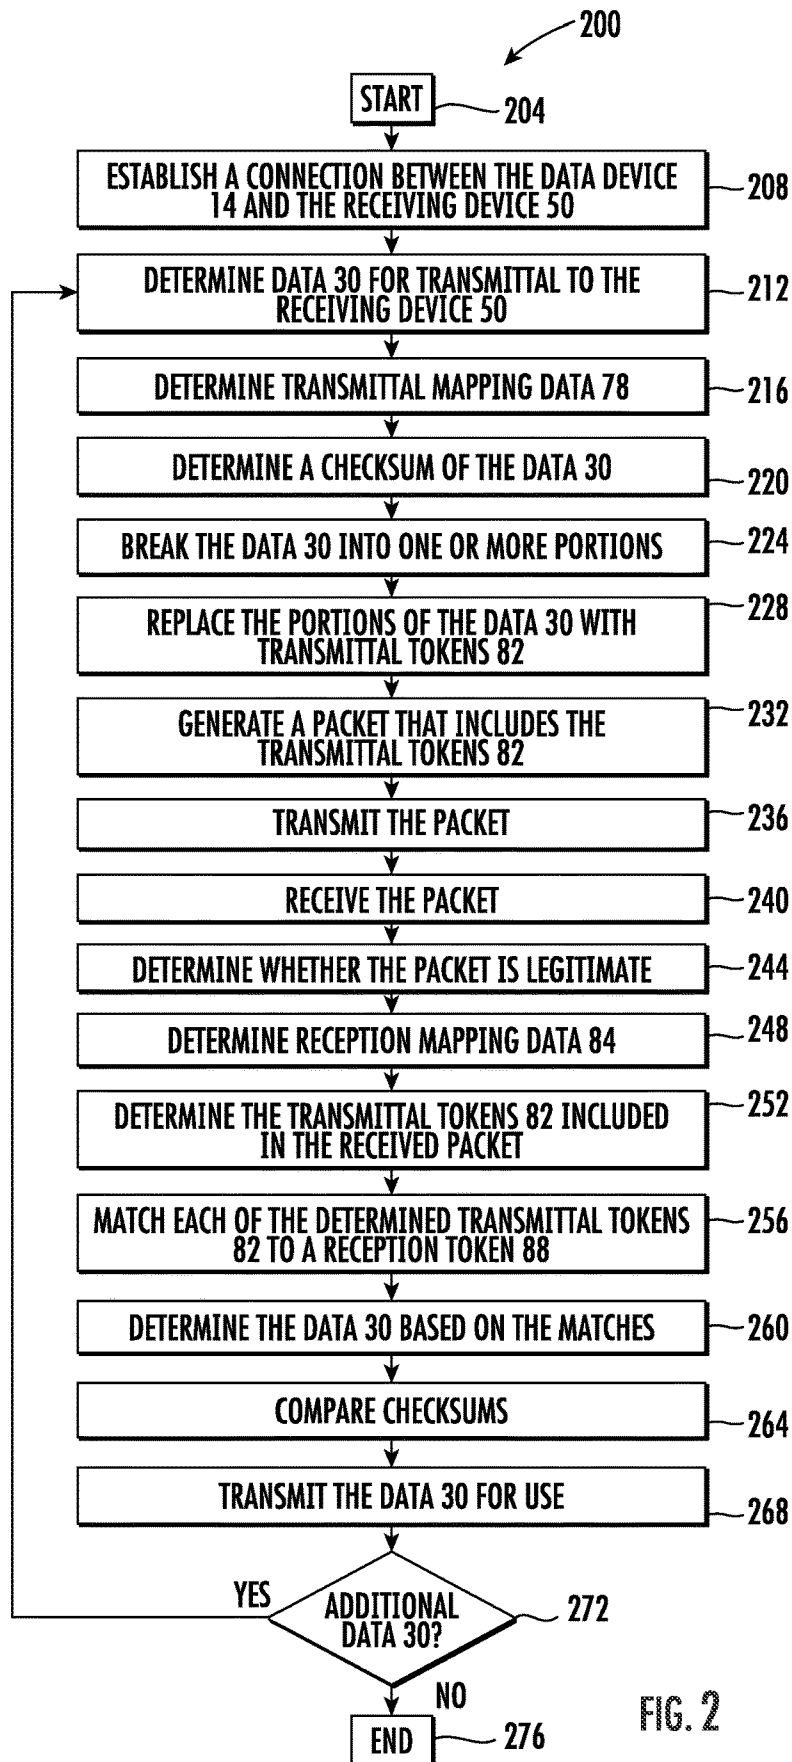 200
START
204
ESTABLISH A CONNECTION BETWEEN THE DATA DEVICE
14 AND THE RECEIVING DEVICE 50
208
DETERMINE DATA 30 FOR TRANSMITTAL TO THE
RECEIVING DEVICE 50
212
DETERMINE TRANSMITTAL MAPPING DATA 78
216
DETERMINE A CHECKSUM OF THE DATA 30
220
BREAK THE DATA 30 INTO ONE OR MORE PORTIONS
224
REPLACE THE PORTIONS OF THE DATA 30 WITH
TRANSMITTAL TOKENS 82
228
GENERATE A PACKET THAT INCLUDES THE
TRANSMITTAL TOKENS 82
232
TRANSMIT THE PACKET
236
RECEIVE THE PACKET
240
DETERMINE WHETHER THE PACKET IS LEGITIMATE
244
DETERMINE RECEPTION MAPPING DATA 84
248
DETERMINE THE TRANSMITTAL TOKENS 82 INCLUDED
IN THE RECEIVED PACKET
252
MATCH EACH OF THE DETERMINED TRANSMITTAL TOKENS
82 TO A RECEPTION TOKEN 88
256
DETERMINE THE DATA 30 BASED ON THE MATCHES
260
COMPARE CHECKSUMS
264
TRANSMIT THE DATA 30 FOR USE
268
YES
ADDITIONAL
DATA 30?
272
NO
END
276
FIG. 2